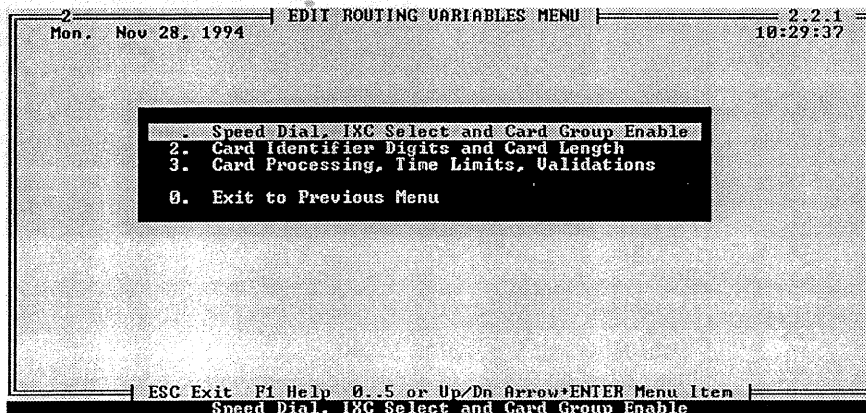 2 EDIT ROUTING VARIABLES MENU 2.2.1
Mon. Nov 28, 1994 10:29:37
. Speed Dial, IXC Select and Card Group Enable
2. Card Identifier Digits and Card Length
3. Card Processing, Time Limits, Validations
0. Exit to Previous Menu
ESC Exit F1 Help 0..5 or Up/Dn Arrow+ENTER Menu Item
Speed Dial, IXC Select and Card Group Enable